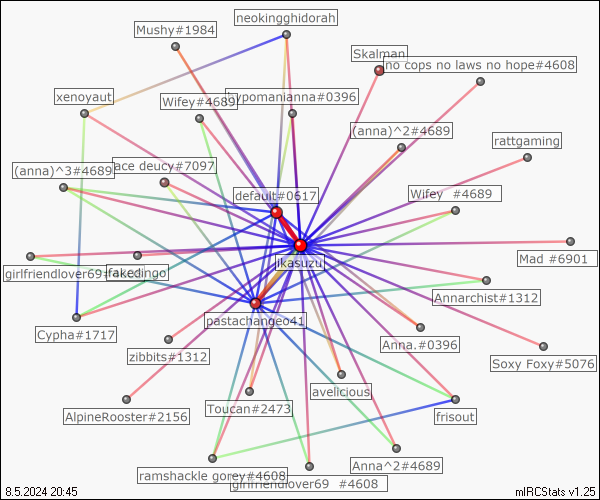 neokingghidorah
Mushy#1984
Skalman
no cops no laws no hope#4608
xenoyaut
Wifey#4689
hypomanianna#0396
(anna)^2#4689
rattgaming
(anna)^3#4689
ace deucy#7097
default#0617
Wifey #4689
jkasuzu
Mad #6901
girlfriendlover69
fakedingo
Annarchist#1312
pastachangeo41
Cypha#1717
Anna.#0396
zibbits#1312
Soxy Foxy#5076
avelicious
AlpineRooster#2156
Toucan#2473
frisout
Anna^2#4689
ramshackle gorey#4608
girlfriendlover69 #4608
8.5.2024 20:45
mIRCStats v1.25